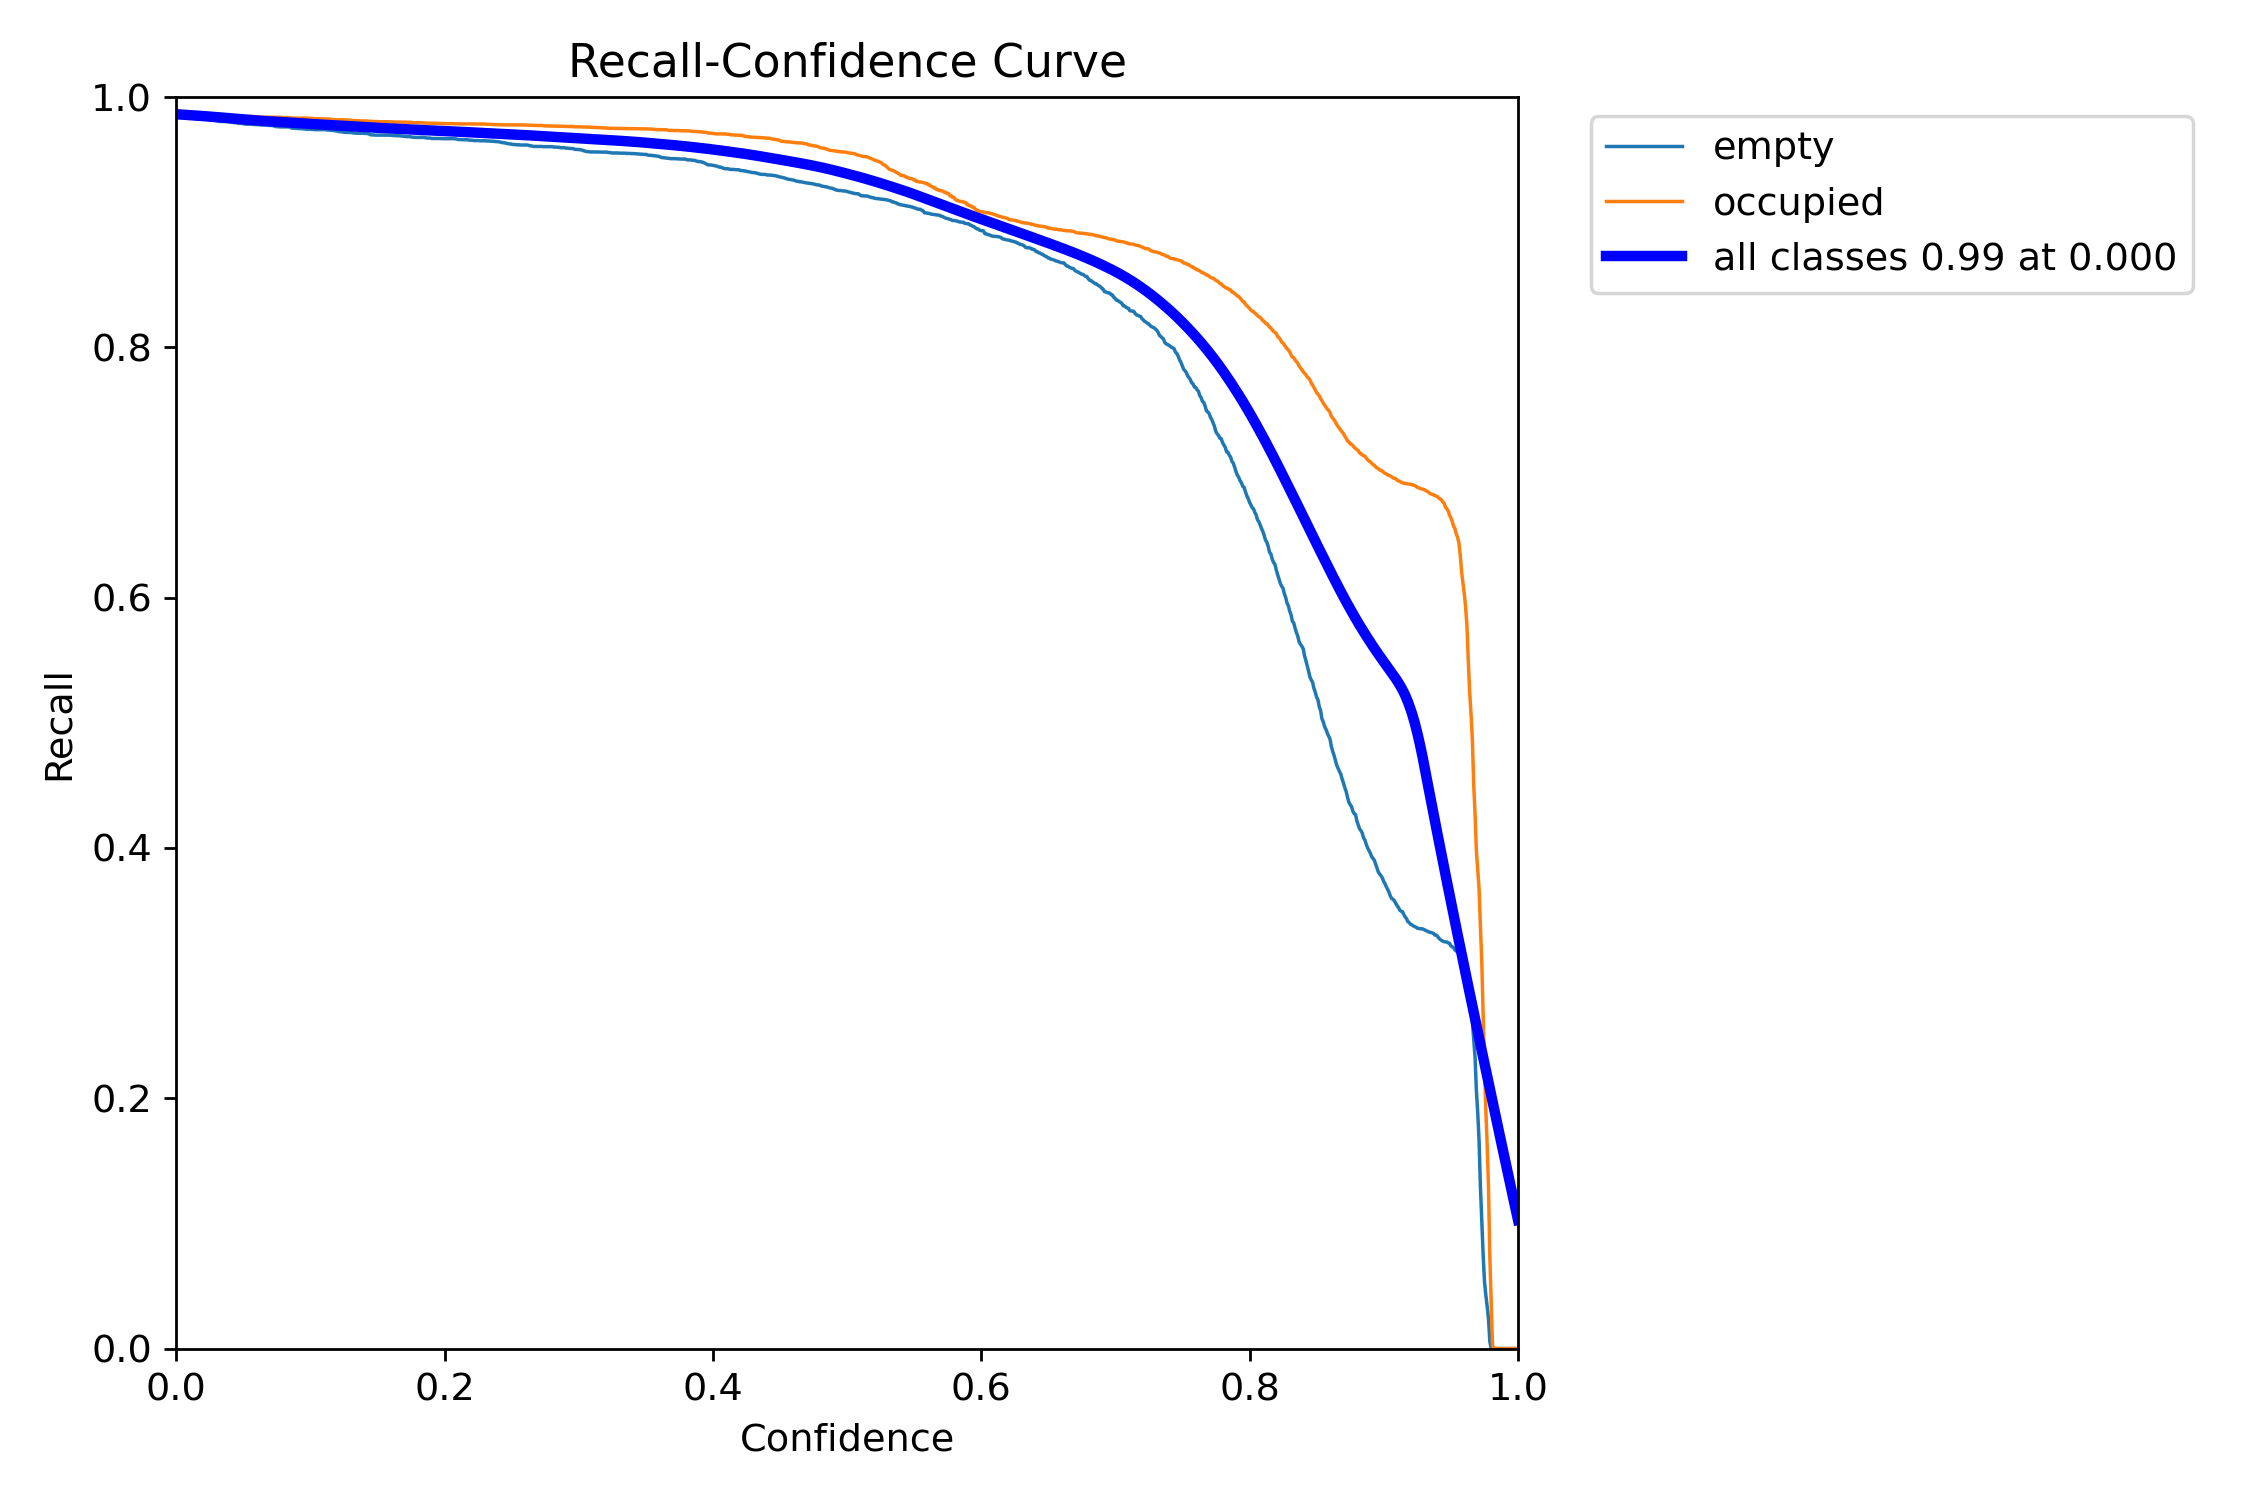 Recall-Confidence Curve
1.0
0.8
0.6
0.4
0.2
0.0
Recall
0.0 0.2 0.4 0.6 0.8 1.0
Confidence
empty
occupied
all classes 0.99 at 0.000